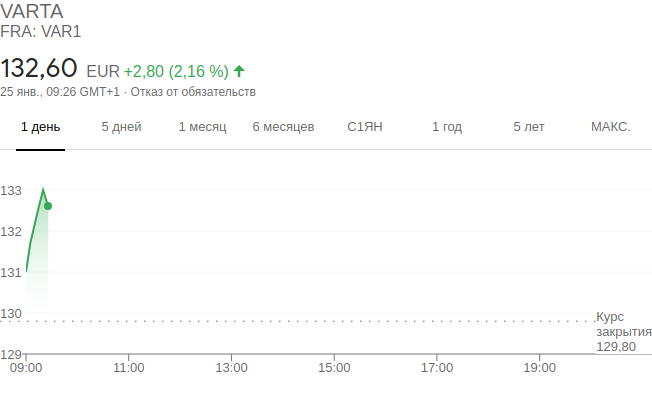 VARTA
FRA: VAR1
132,60 EUR +2,80 (2,16 %)
25 янв., 09:26 GMT+1 · Отказ от обязательств
1 день 5 дней 1 месяц 6 месяцев С1ЯН 1 год 5 лет МАКС.
133
132
131
130
Курс
закрытия
129,80
129
09:00 11:00 13:00 15:00 17:00 19:00